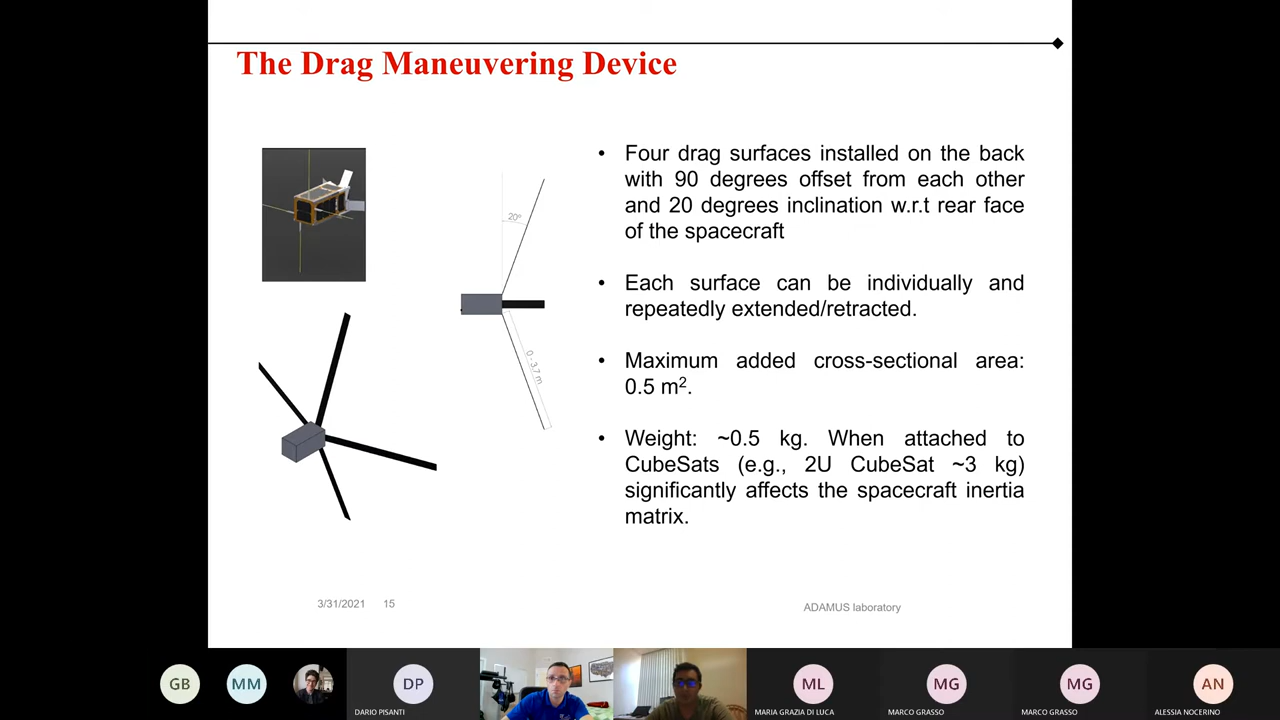 The Drag Maneuvering Device
20°
0 - 3.7 m
• Four drag surfaces installed on the back
with 90 degrees offset from each other
and 20 degrees inclination w.r.t rear face
of the spacecraft
• Each surface can be individually and
repeatedly extended/retracted.
• Maximum added cross-sectional area:
0.5 m².
• Weight: ~0.5 kg. When attached to
CubeSats (e.g., 2U CubeSat ~3 kg)
significantly affects the spacecraft inertia
matrix.
3/31/2021 15
ADAMUS laboratory
GB
MM
DP
DARIO PISANTI
ML
MARIA GRAZIA DI LUCA
MG
MARCO GRASSO
MG
MARCO GRASSO
AN
ALESSIA NOCERINO